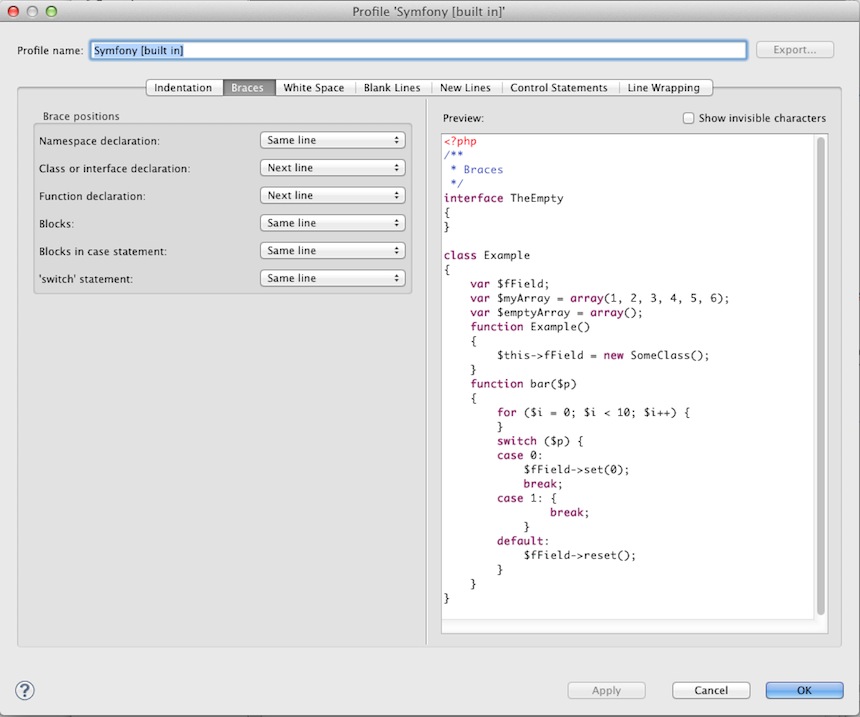 Profile 'Symfony [built in]'
Profile name: Symfony [built in] Export...
Indentation Braces White Space Blank Lines New Lines Control Statements Line Wrapping
Brace positions
Namespace declaration: Same line
Class or interface declaration: Next line
Function declaration: Next line
Blocks: Same line
Blocks in case statement: Same line
'switch' statement: Same line
Preview: Show invisible characters
<?php
/**
 * Braces
 */
interface TheEmpty
{
}

class Example
{
    var $fField;
    var $myArray = array(1, 2, 3, 4, 5, 6);
    var $emptyArray = array();
    function Example()
    {
        $this->fField = new SomeClass();
    }
    function bar($p)
    {
        for ($i = 0; $i < 10; $i++) {
        }
        switch ($p) {
        case 0:
            $fField->set(0);
            break;
        case 1: {
                break;
            }
        default:
            $fField->reset();
        }
    }
}
? Apply Cancel OK